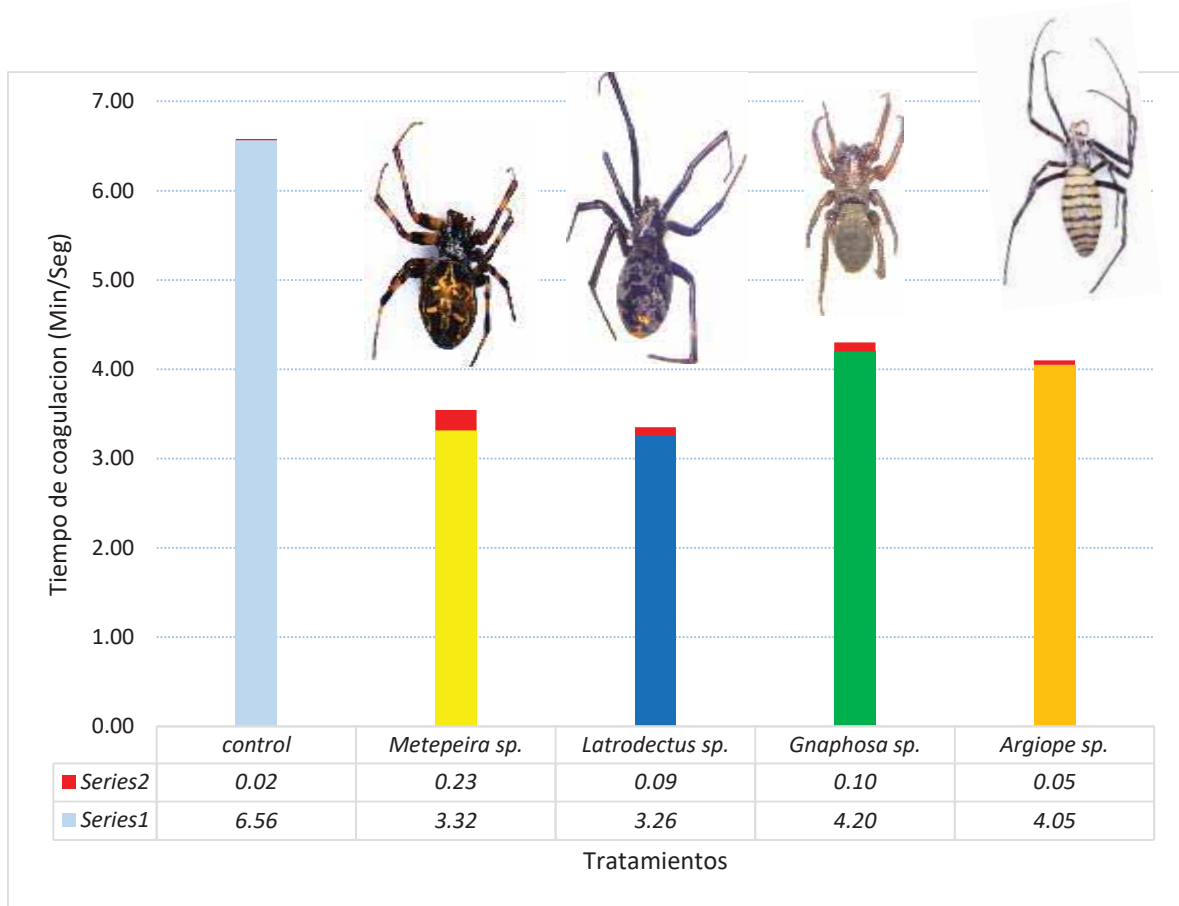 7.00
6.00
5.00
4.00
3.00
2.00
1.00
0.00
Tiempo de coagulacion (Min/Seg)
control Metepeira sp. Latrodectus sp. Gnaphosa sp. Argiope sp.
Series2 0.02 0.23 0.09 0.10 0.05
Series1 6.56 3.32 3.26 4.20 4.05
Tratamientos